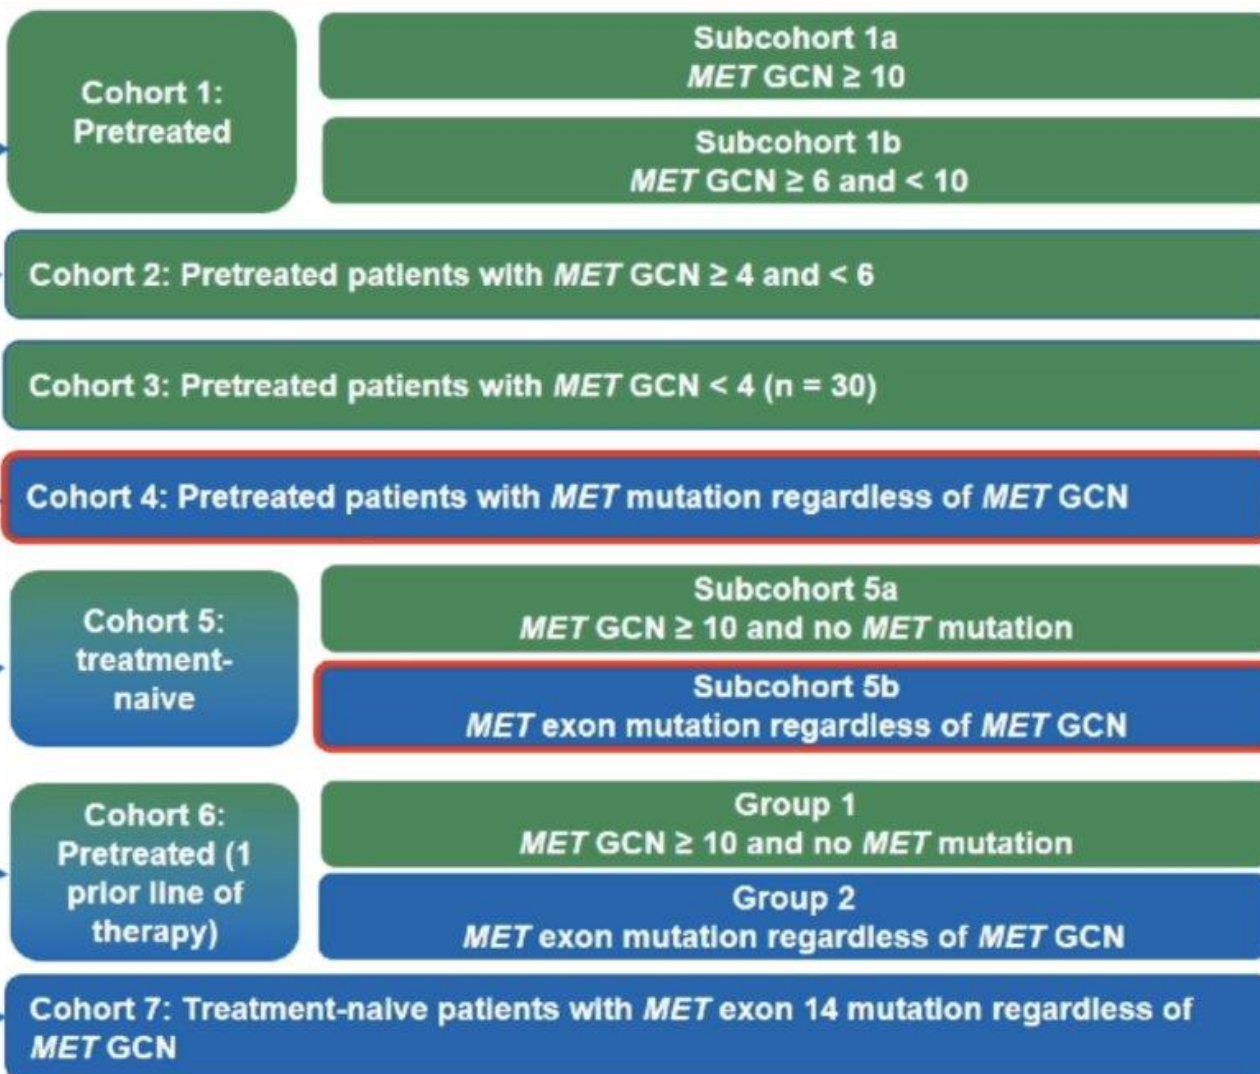 Cohort 1:
Pretreated
Subcohort 1a
MET GCN ≥ 10
Subcohort 1b
MET GCN ≥ 6 and < 10
Cohort 2: Pretreated patients with MET GCN ≥ 4 and < 6
Cohort 3: Pretreated patients with MET GCN < 4 (n = 30)
Cohort 4: Pretreated patients with MET mutation regardless of MET GCN
Cohort 5:
treatment-
naive
Subcohort 5a
MET GCN ≥ 10 and no MET mutation
Subcohort 5b
MET exon mutation regardless of MET GCN
Cohort 6:
Pretreated (1
prior line of
therapy)
Group 1
MET GCN ≥ 10 and no MET mutation
Group 2
MET exon mutation regardless of MET GCN
Cohort 7: Treatment-naive patients with MET exon 14 mutation regardless of
MET GCN